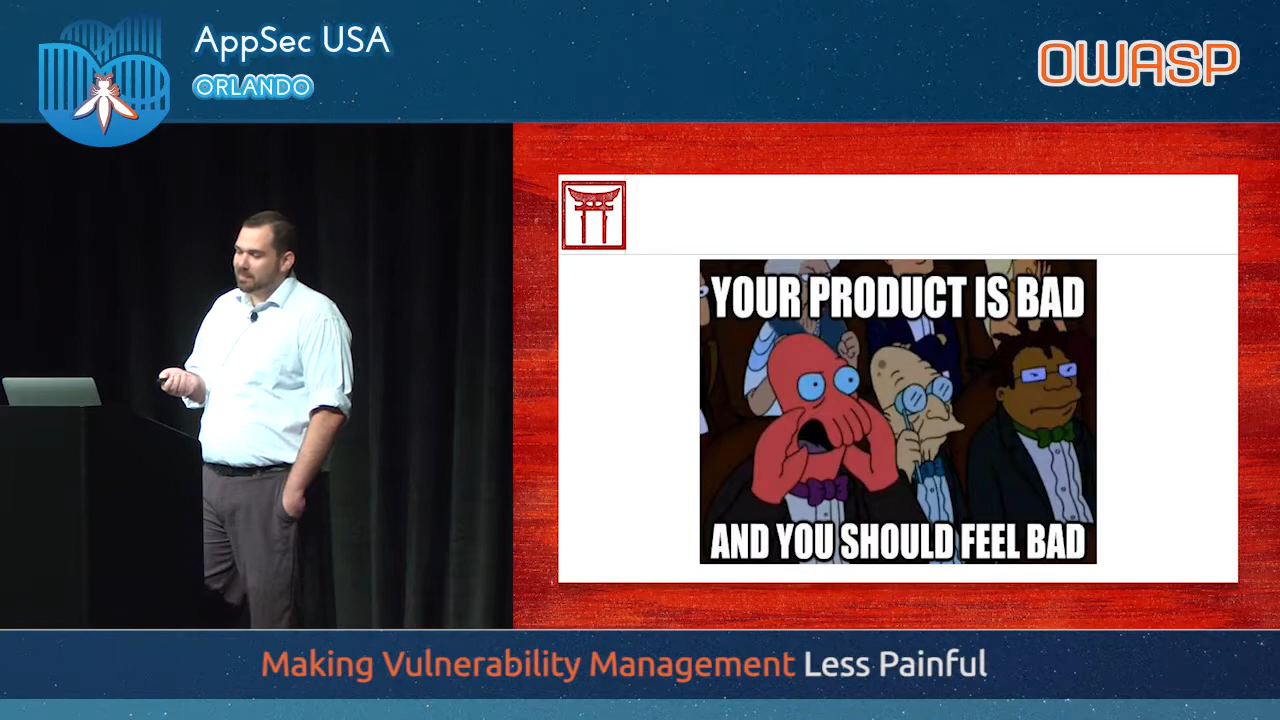 AppSec USA
ORLANDO
OWASP
YOUR PRODUCT IS BAD
AND YOU SHOULD FEEL BAD
Making Vulnerability Management Less Painful